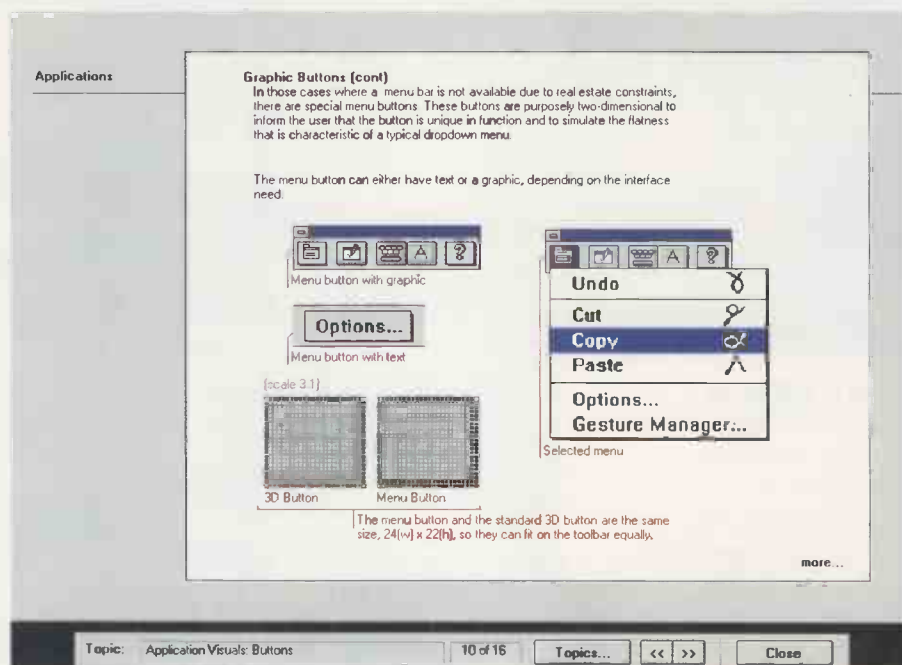 Applications
Graphic Buttons (cont)
In those cases where a menu bar is not available due to real estate constraints,
there are special menu buttons. These buttons are purposely two-dimensional to
inform the user that the button is unique in function and to simulate the flatness
that is characteristic of a typical dropdown menu.
The menu button can either have text or a graphic, depending on the interface
need.
A
?
Menu button with graphic
Options...
Menu button with text
(scale 3:1)
3D Button
Menu Button
The menu button and the standard 3D button are the same
size, 24(w) x 22(h), so they can fit on the toolbar equally.
A
?
Undo
Cut
Copy
Paste
Options...
Gesture Manager...
Selected menu
more...
Topic: Application Visuals: Buttons
10 of 16
Topics...
<< >>
Close